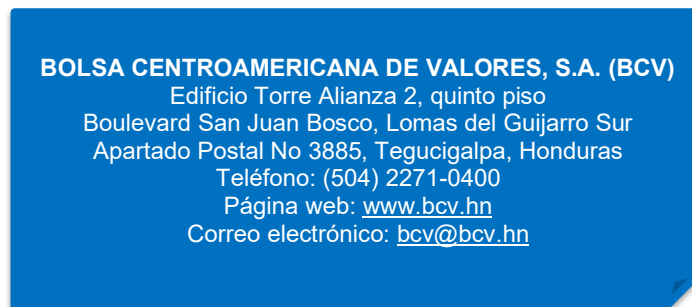 BOLSA CENTROAMERICANA DE VALORES, S.A. (BCV)
Edificio Torre Alianza 2, quinto piso
Boulevard San Juan Bosco, Lomas del Guijarro Sur
Apartado Postal No 3885, Tegucigalpa, Honduras
Teléfono: (504) 2271-0400
Página web: www.bcv.hn
Correo electrónico: bcv@bcv.hn